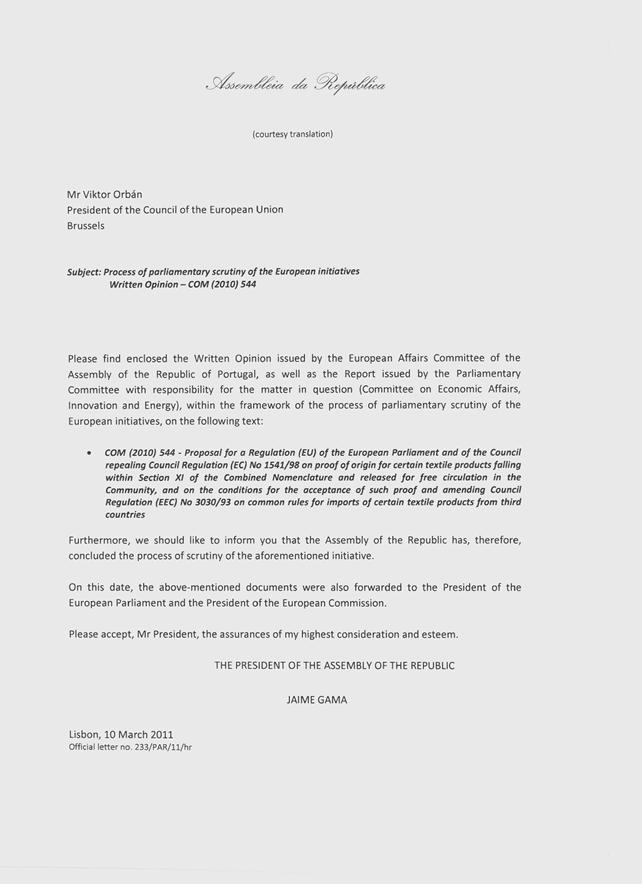 Assembleia da República
(courtesy translation)
Mr Viktor Orbán
President of the Council of the European Union
Brussels
Subject: Process of parliamentary scrutiny of the European initiatives
Written Opinion – COM (2010) 544
Please find enclosed the Written Opinion issued by the European Affairs Committee of the
Assembly of the Republic of Portugal, as well as the Report issued by the Parliamentary
Committee with responsibility for the matter in question (Committee on Economic Affairs,
Innovation and Energy), within the framework of the process of parliamentary scrutiny of the
European initiatives, on the following text:
• COM (2010) 544 - Proposal for a Regulation (EU) of the European Parliament and of the Council
repealing Council Regulation (EC) No 1541/98 on proof of origin for certain textile products falling
within Section XI of the Combined Nomenclature and released for free circulation in the
Community, and on the conditions for the acceptance of such proof and amending Council
Regulation (EEC) No 3030/93 on common rules for imports of certain textile products from third
countries
Furthermore, we should like to inform you that the Assembly of the Republic has, therefore,
concluded the process of scrutiny of the aforementioned initiative.
On this date, the above-mentioned documents were also forwarded to the President of the
European Parliament and the President of the European Commission.
Please accept, Mr President, the assurances of my highest consideration and esteem.
THE PRESIDENT OF THE ASSEMBLY OF THE REPUBLIC
JAIME GAMA
Lisbon, 10 March 2011
Official letter no. 233/PAR/11/hr